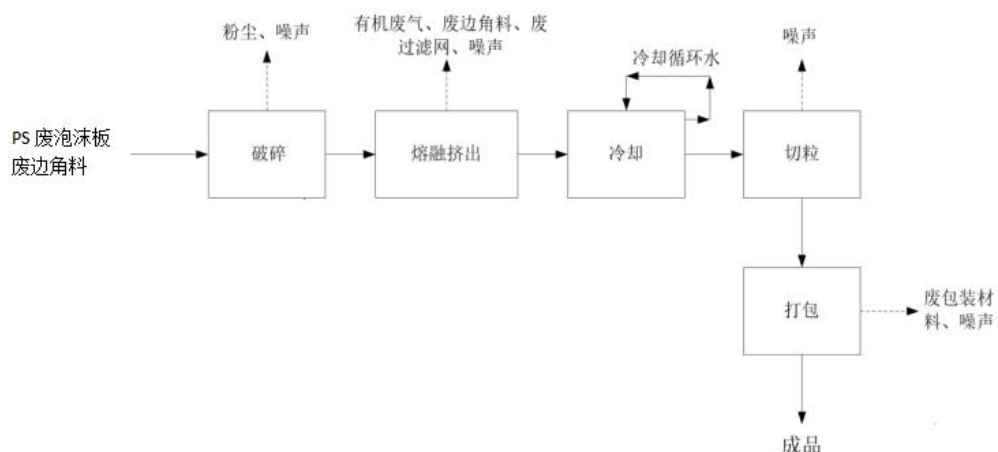 粉尘、噪声
有机废气、废边角料、废
过滤网、噪声
冷却循环水
噪声
PS 废泡沫板
废边角料
破碎
熔融挤出
冷却
切粒
打包
废包装材
料、噪声
成品